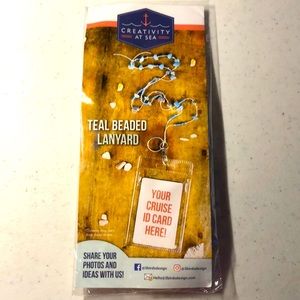 CREATIVITY
AT SEA
TEAL BEADED
LANYARD
YOUR
CRUISE
ID CARD
HERE!
SHARE YOUR
PHOTOS AND
IDEAS WITH US!